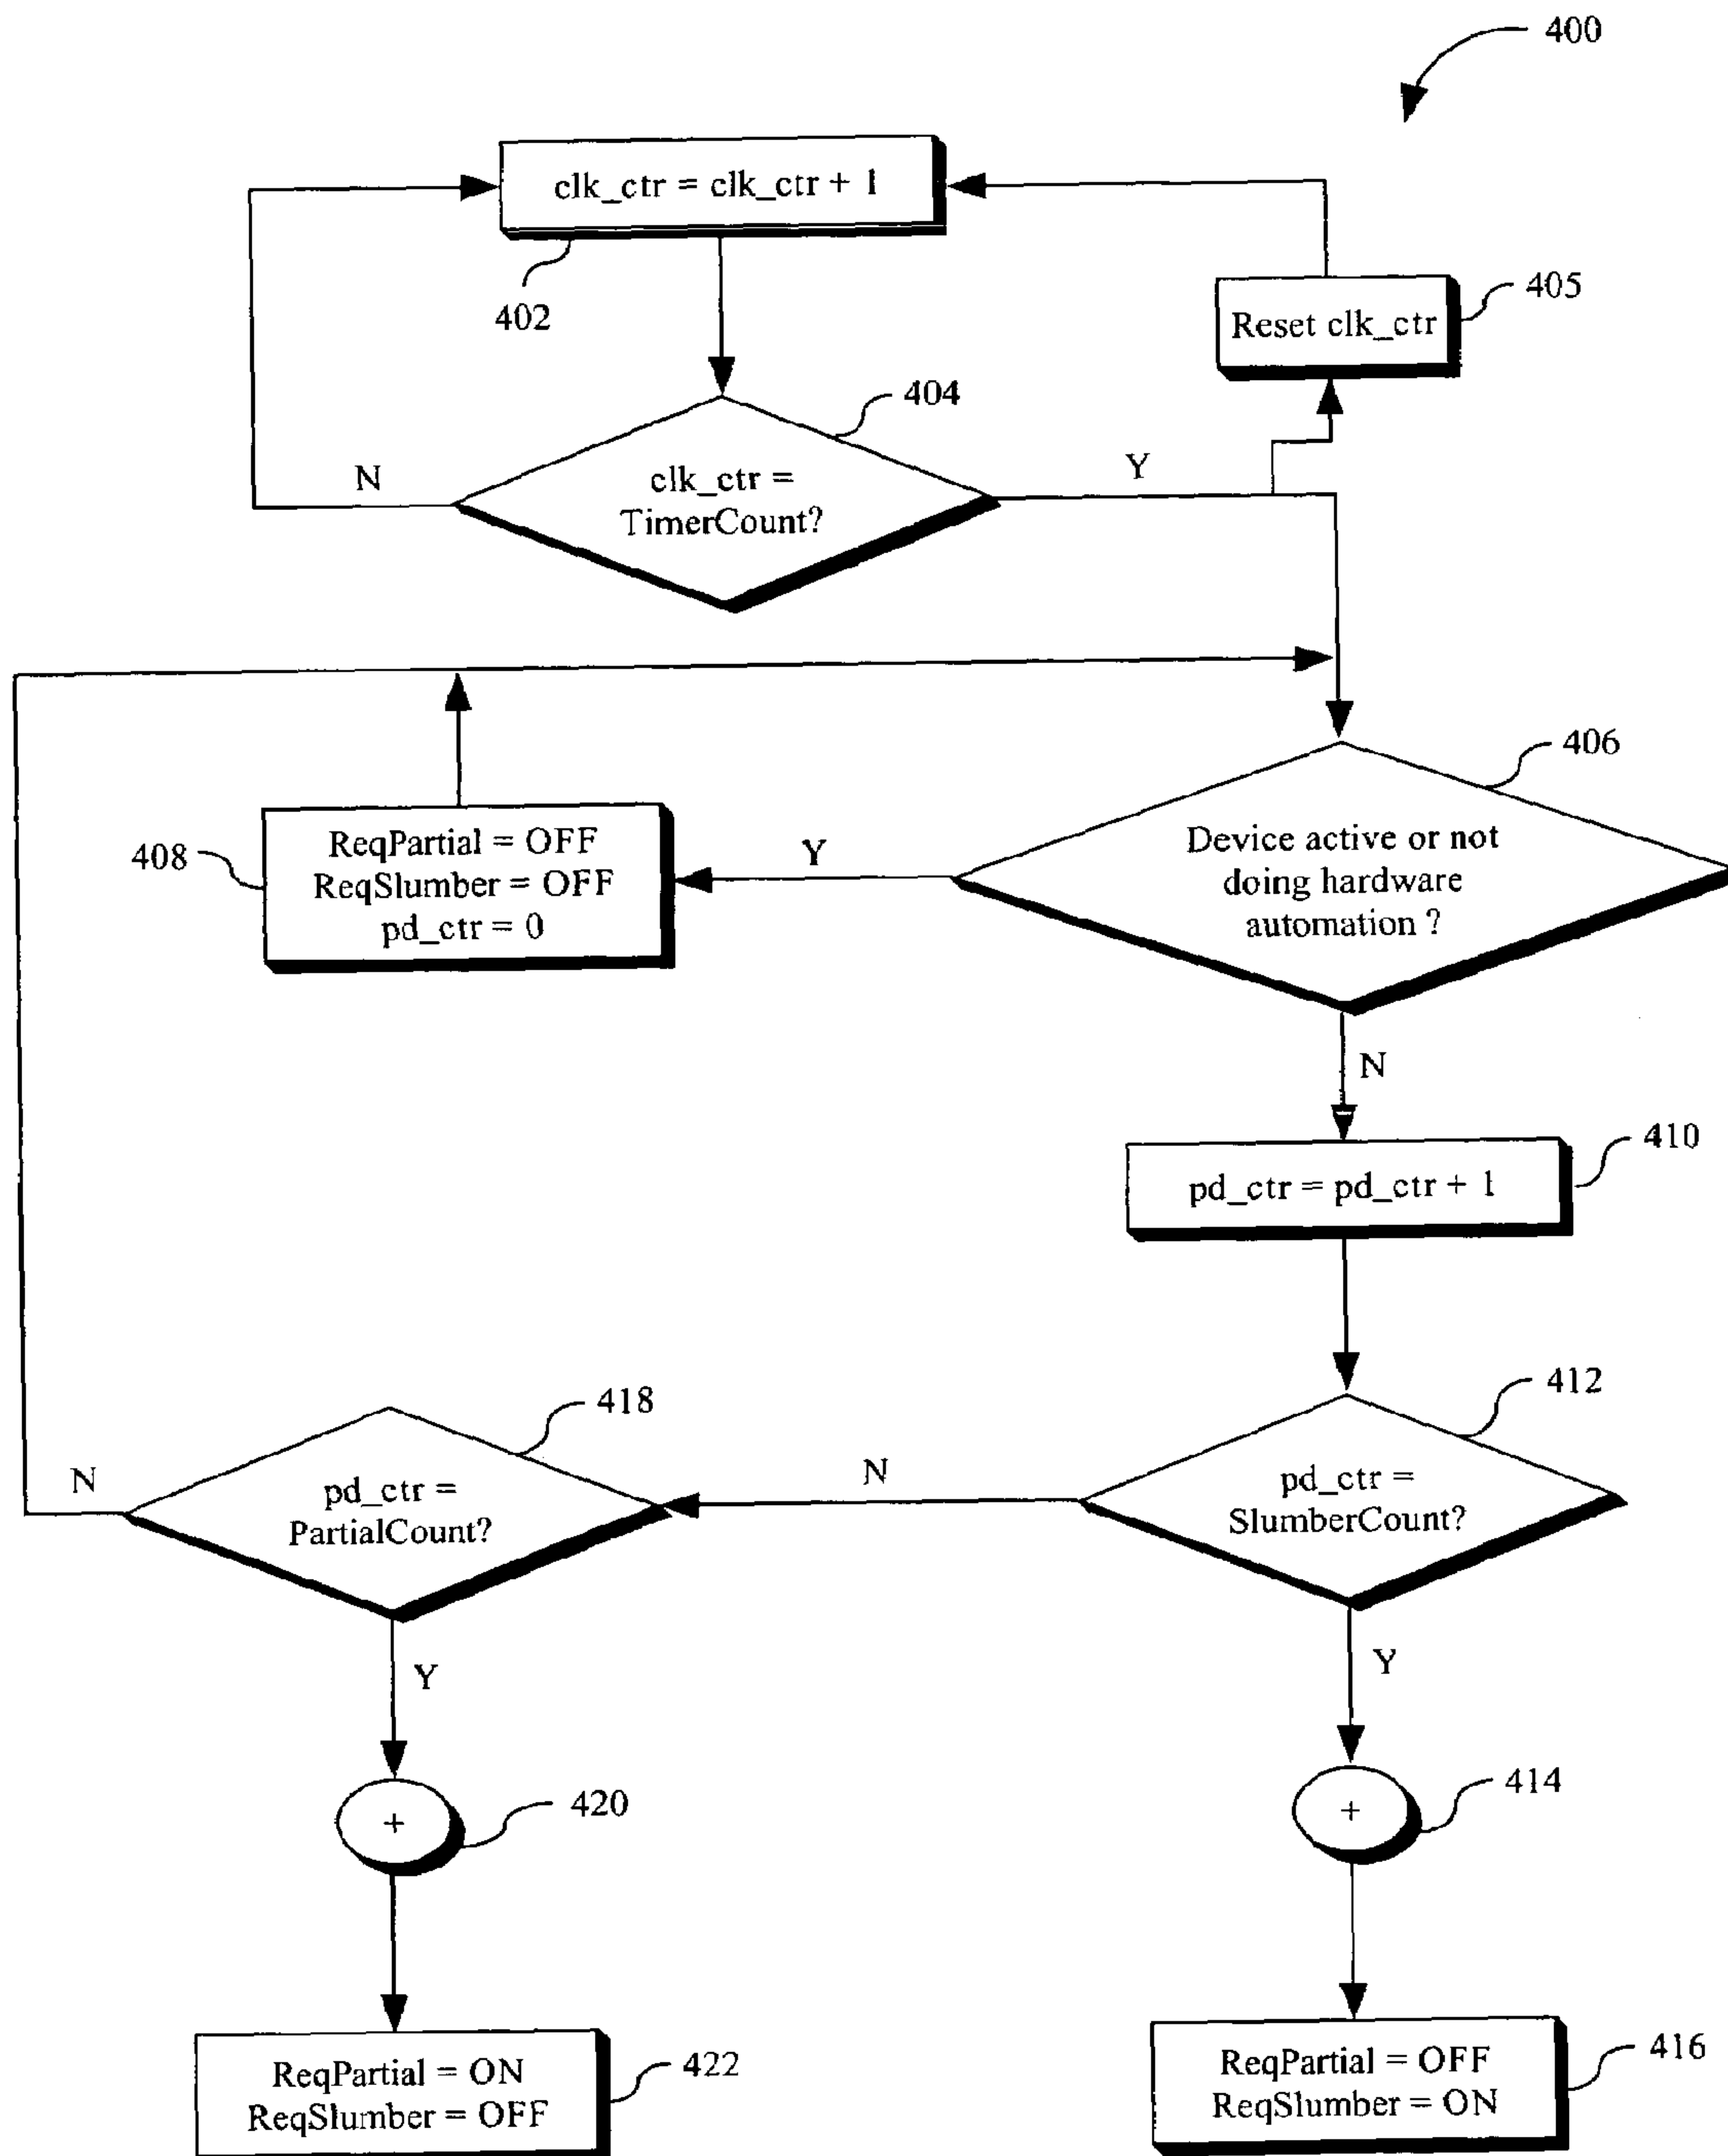 400
clk_ctr = clk_ctr + 1
402
Reset clk_ctr
405
404
clk_ctr =
TimerCount?
N
Y
406
Device active or not
doing hardware
automation ?
Y
408
ReqPartial = OFF
ReqSlumber = OFF
pd_ctr = 0
N
410
pd_ctr = pd_ctr + 1
412
pd_ctr =
SlumberCount?
N
418
pd_ctr =
PartialCount?
N
Y
Y
+
420
+
414
ReqPartial = ON
ReqSlumber = OFF
422
ReqPartial = OFF
ReqSlumber = ON
416